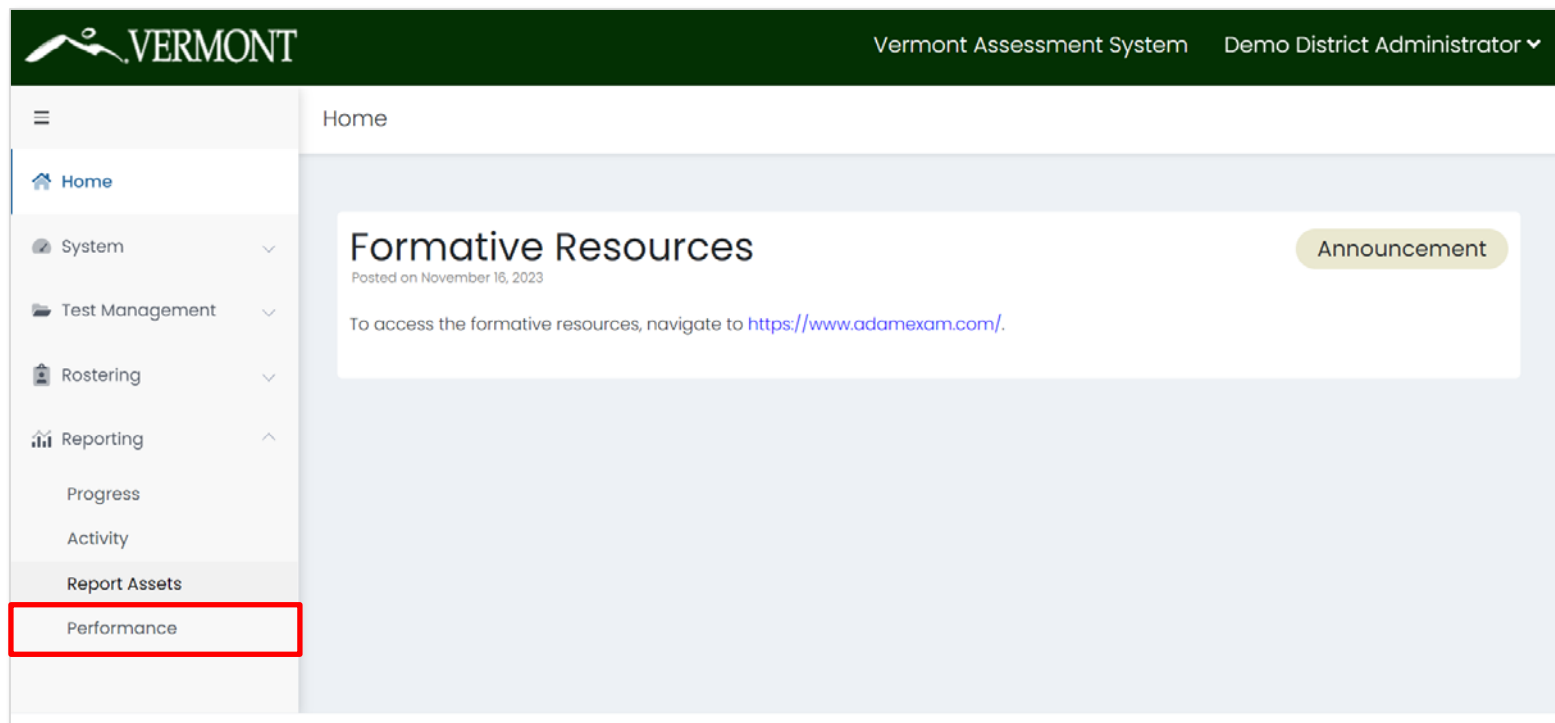 VERMONT
Vermont Assessment System Demo District Administrator
Home
Home
System
Test Management
Rostering
Reporting
Progress
Activity
Report Assets
Performance
Formative Resources
Announcement
Posted on November 16, 2023
To access the formative resources, navigate to https://www.adamexam.com/.